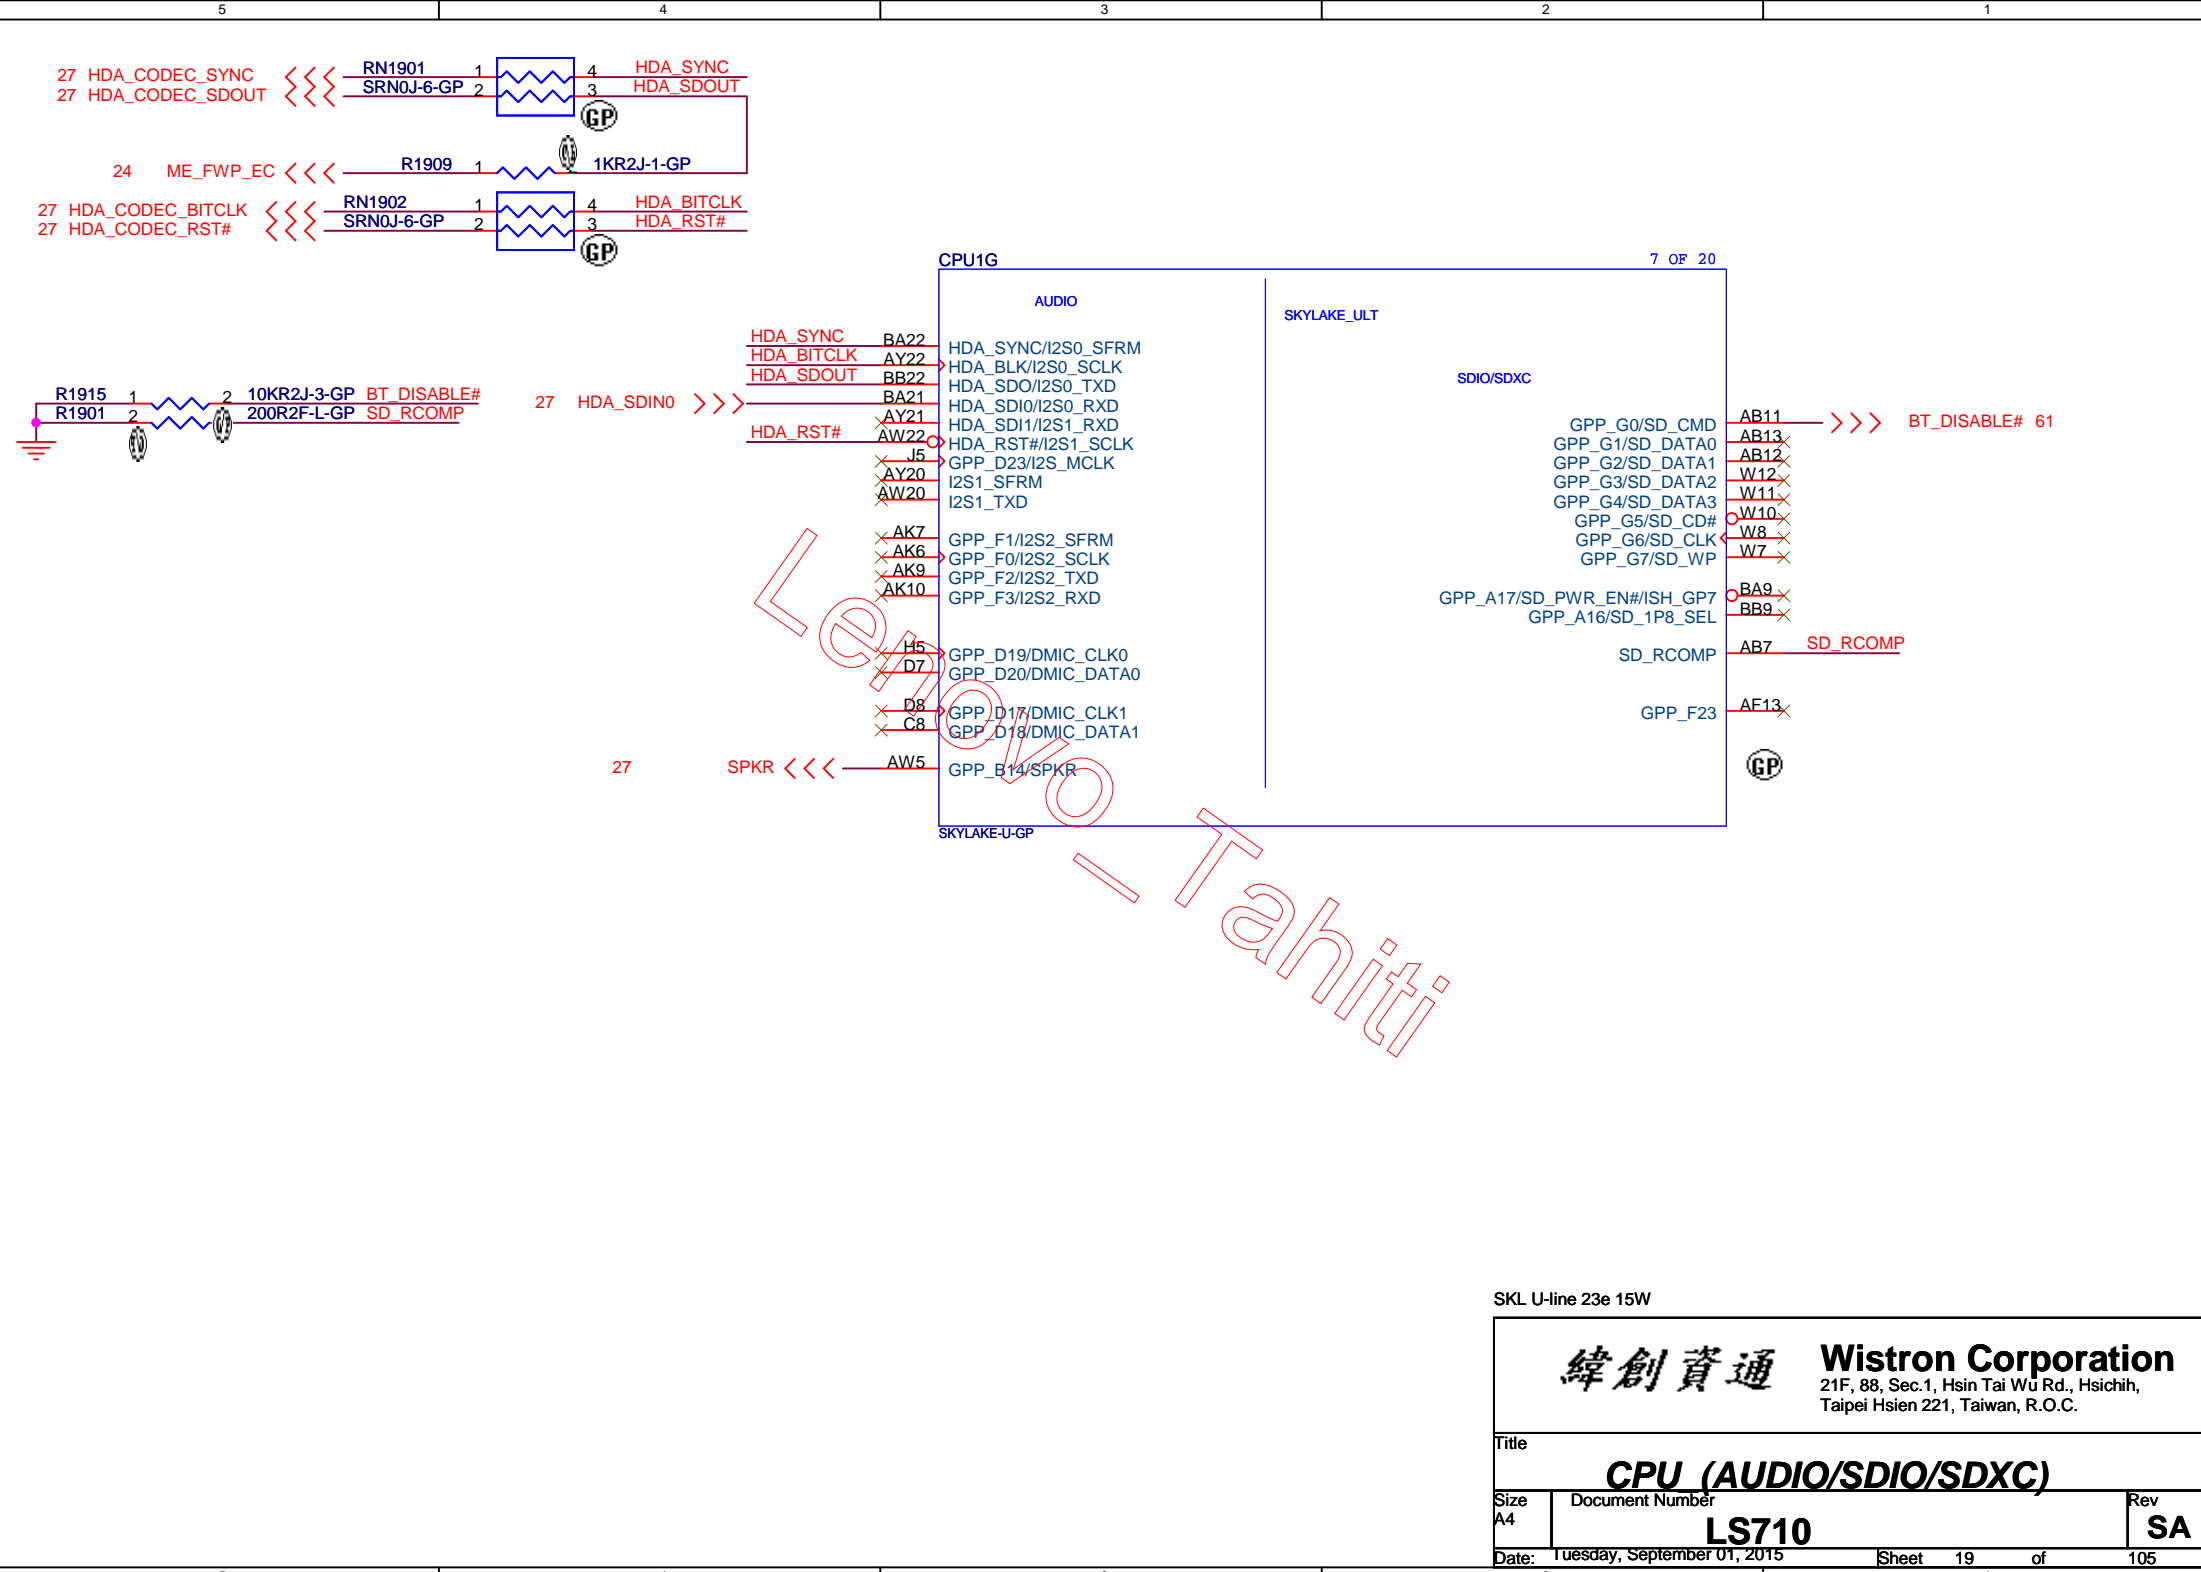 5 4 3 2 1
27 HDA_CODEC_SYNC RN1901 1 4 HDA_SYNC
27 HDA_CODEC_SDOUT SRN0J-6-GP 2 3 HDA_SDOUT
GP
24 ME_FWP_EC R1909 1 1KR2J-1-GP
27 HDA_CODEC_BITCLK RN1902 1 4 HDA_BITCLK
27 HDA_CODEC_RST# SRN0J-6-GP 2 3 HDA_RST#
GP
R1915 1 2 10KR2J-3-GP BT_DISABLE#
R1901 2 200R2F-L-GP SD_RCOMP
CPU1G 7 OF 20
AUDIO
SKYLAKE_ULT
SDIO/SDXC
HDA_SYNC BA22 HDA_SYNC/I2S0_SFRM
HDA_BITCLK AY22 HDA_BLK/I2S0_SCLK
HDA_SDOUT BB22 HDA_SDO/I2S0_TXD
27 HDA_SDIN0 BA21 HDA_SDI0/I2S0_RXD
AY21 HDA_SDI1/I2S1_RXD
HDA_RST# AW22 HDA_RST#/I2S1_SCLK
J5 GPP_D23/I2S_MCLK
AY20 I2S1_SFRM
AW20 I2S1_TXD
AK7 GPP_F1/I2S2_SFRM
AK6 GPP_F0/I2S2_SCLK
AK9 GPP_F2/I2S2_TXD
AK10 GPP_F3/I2S2_RXD
H5 GPP_D19/DMIC_CLK0
D7 GPP_D20/DMIC_DATA0
D8 GPP_D17/DMIC_CLK1
C8 GPP_D18/DMIC_DATA1
27 SPKR AW5 GPP_B14/SPKR
GPP_G0/SD_CMD AB11 BT_DISABLE# 61
GPP_G1/SD_DATA0 AB13
GPP_G2/SD_DATA1 AB12
GPP_G3/SD_DATA2 W12
GPP_G4/SD_DATA3 W11
GPP_G5/SD_CD# W10
GPP_G6/SD_CLK W8
GPP_G7/SD_WP W7
GPP_A17/SD_PWR_EN#/ISH_GP7 BA9
GPP_A16/SD_1P8_SEL BB9
SD_RCOMP AB7 SD_RCOMP
GPP_F23 AF13
GP
SKYLAKE-U-GP
Lenovo_Tahiti
SKL U-line 23e 15W
緯創資通 Wistron Corporation
21F, 88, Sec.1, Hsin Tai Wu Rd., Hsichih,
Taipei Hsien 221, Taiwan, R.O.C.
Title
CPU_(AUDIO/SDIO/SDXC)
Size Document Number Rev
A4 LS710 SA
Date: Tuesday, September 01, 2015 Sheet 19 of 105